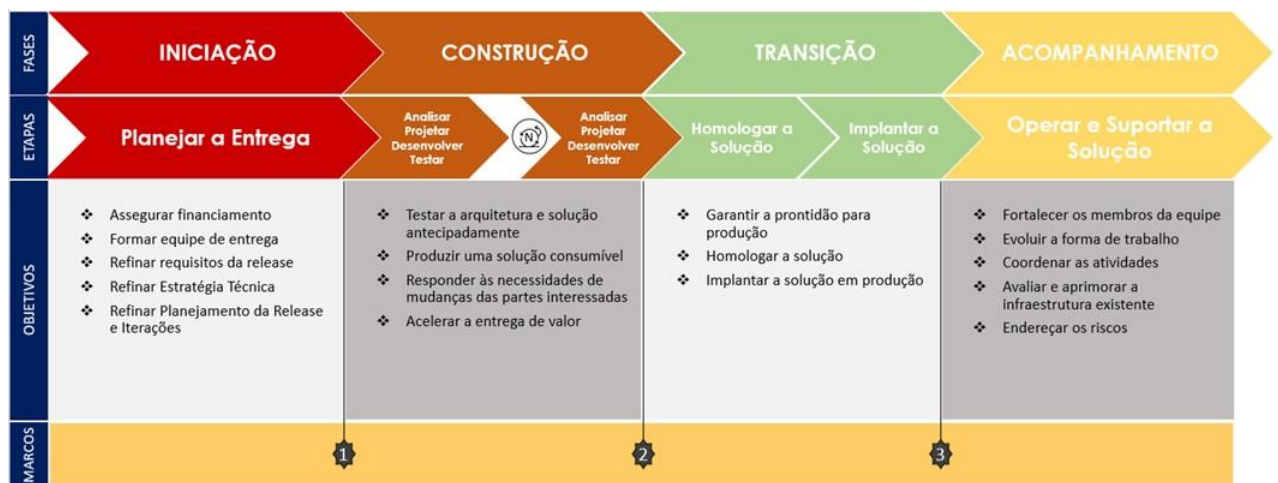 FASES
INICIAÇÃO
CONSTRUÇÃO
TRANSIÇÃO
ACOMPANHAMENTO
ETAPAS
Planejar a Entrega
Analisar
Projetar
Desenvolver
Testar
N
Analisar
Projetar
Desenvolver
Testar
Homologar a
Solução
Implantar a
Solução
Operar e Suportar a
Solução
OBJETIVOS
❖ Assegurar financiamento
❖ Formar equipe de entrega
❖ Refinar requisitos da release
❖ Refinar Estratégia Técnica
❖ Refinar Planejamento da Release
e Iterações
❖ Testar a arquitetura e solução
antecipadamente
❖ Produzir uma solução consumível
❖ Responder às necessidades de
mudanças das partes interessadas
❖ Acelerar a entrega de valor
❖ Garantir a prontidão para
produção
❖ Homologar a solução
❖ Implantar a solução em produção
❖ Fortalecer os membros da equipe
❖ Evoluir a forma de trabalho
❖ Coordenar as atividades
❖ Avaliar e aprimorar a
infraestrutura existente
❖ Endereçar os riscos
MARCOS
1
2
3